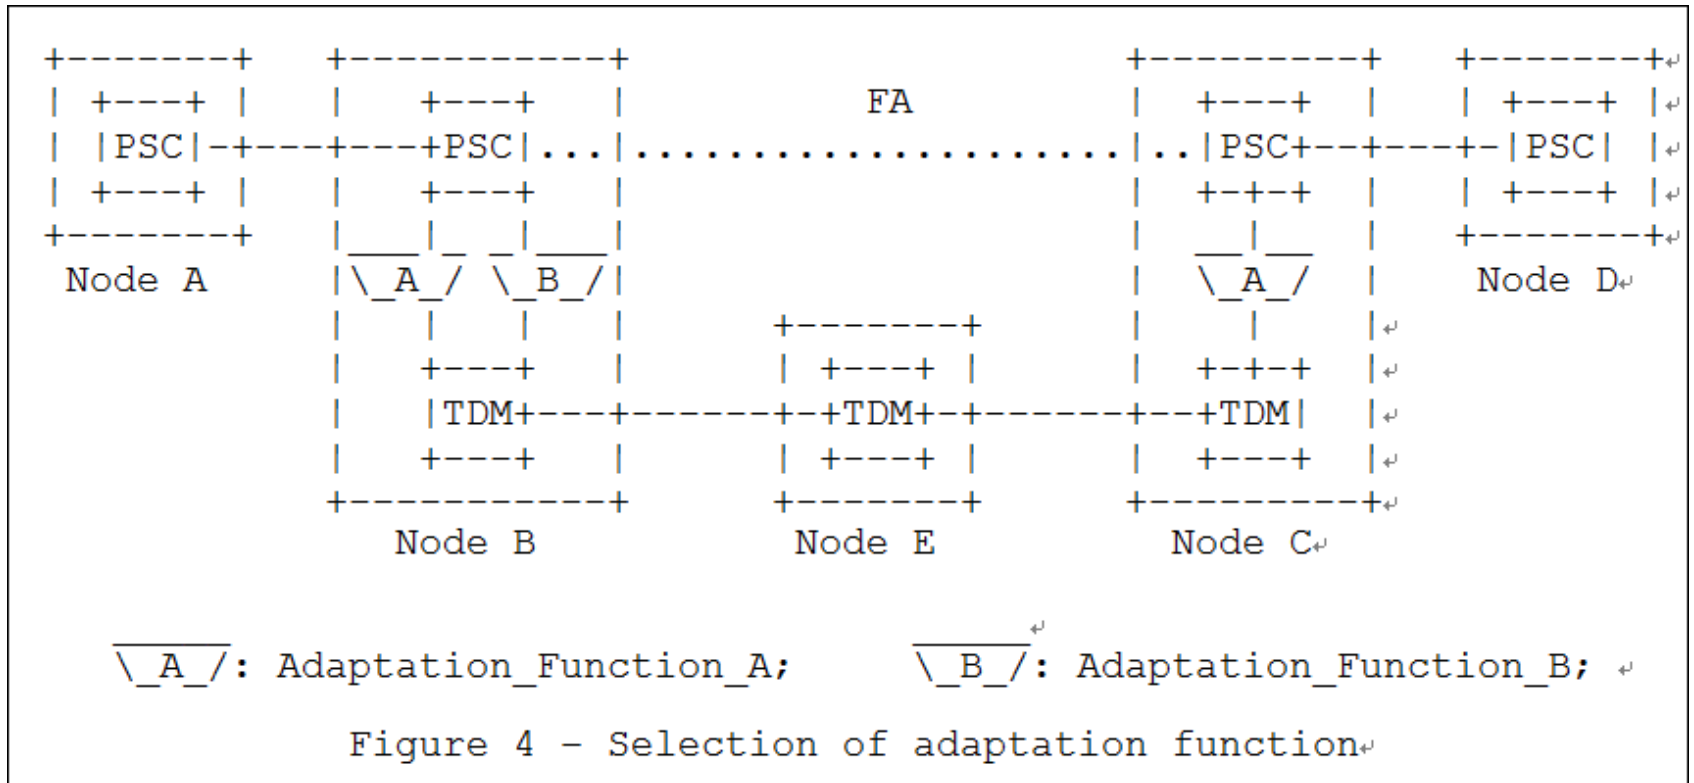 +-------+    +-----------+                      +---------+    +-------+
| +---+ |    |   +---+   |          FA          |  +---+  |    | +---+ |
| |PSC|-+---+---+PSC|...|.....................|..|PSC+--+---+-|PSC| |
| +---+ |    |   +---+   |                      |  +-+-+  |    | +---+ |
+-------+    |___|_ _|___|                      |  __|__  |    +-------+
Node A       |\_A_/ \_B_/|                      |  \_A_/  |     Node D
|   |   |   |      +-------+      |    |    |
|   +---+   |      | +---+ |      |  +-+-+  |
|   |TDM+---+------+-+TDM+-+------+--+TDM|  |
|   +---+   |      | +---+ |      |  +---+  |
+-----------+      +-------+      +---------+
Node B           Node E          Node C
\_A_/: Adaptation_Function_A;     \_B_/: Adaptation_Function_B;
Figure 4 - Selection of adaptation function